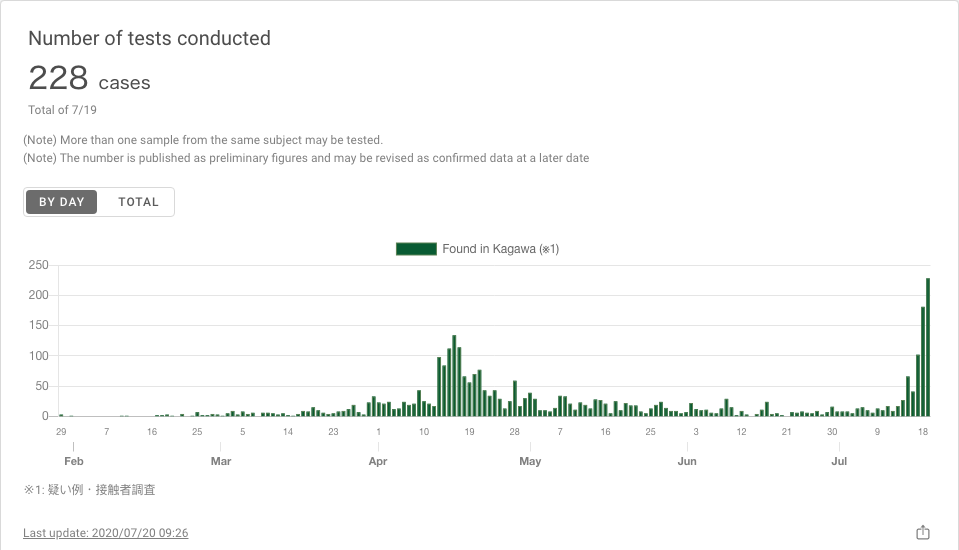 Number of tests conducted
228 cases
Total of 7/19
(Note) More than one sample from the same subject may be tested.
(Note) The number is published as preliminary figures and may be revised as confirmed data at a later date
BY DAY TOTAL
Found in Kagawa (※1)
250
200
150
100
50
0
29 7 16 25 5 14 23 1 10 19 28 7 16 25 3 12 21 30 9 18
Feb Mar Apr May Jun Jul
※1: 疑い例・接触者調査
Last update: 2020/07/20 09:26